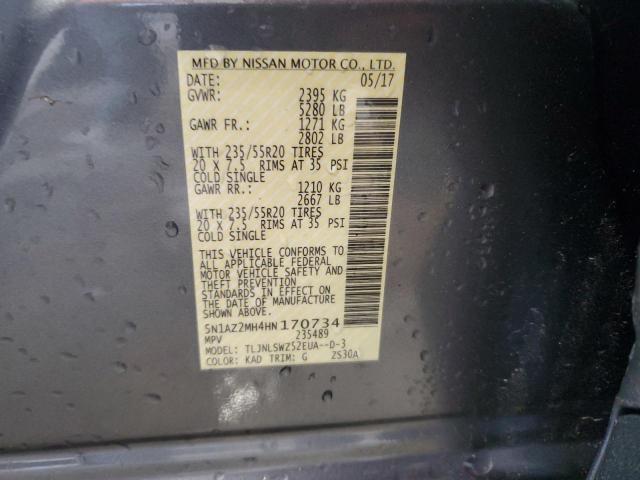 MFD BY NISSAN MOTOR CO., LTD.
DATE: 05/17
GVWR: 2395 KG
5280 LB
GAWR FR.: 1271 KG
2802 LB
WITH 235/55R20 TIRES
20 X 7.5 RIMS AT 35 PSI
COLD SINGLE
GAWR RR.: 1210 KG
2667 LB
WITH 235/55R20 TIRES
20 X 7.5 RIMS AT 35 PSI
COLD SINGLE
THIS VEHICLE CONFORMS TO
ALL APPLICABLE FEDERAL
MOTOR VEHICLE SAFETY AND
THEFT PREVENTION
STANDARDS IN EFFECT ON
THE DATE OF MANUFACTURE
SHOWN ABOVE.
5N1AZ2MH4HN170734
MPV 235489
MODEL: TLJNLSWZ52EUA--D-3
COLOR: KAD TRIM: G 2S30A